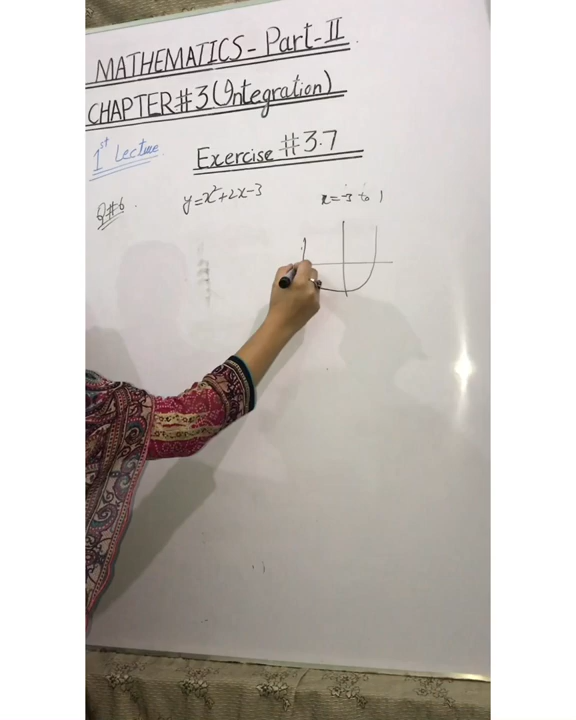 MATHEMATICS - Part-II
CHAPTER # 3 (Integration)
1st Lecture
Exercise # 3.7
Q#6. y=x²+2x-3 x=-3 to 1